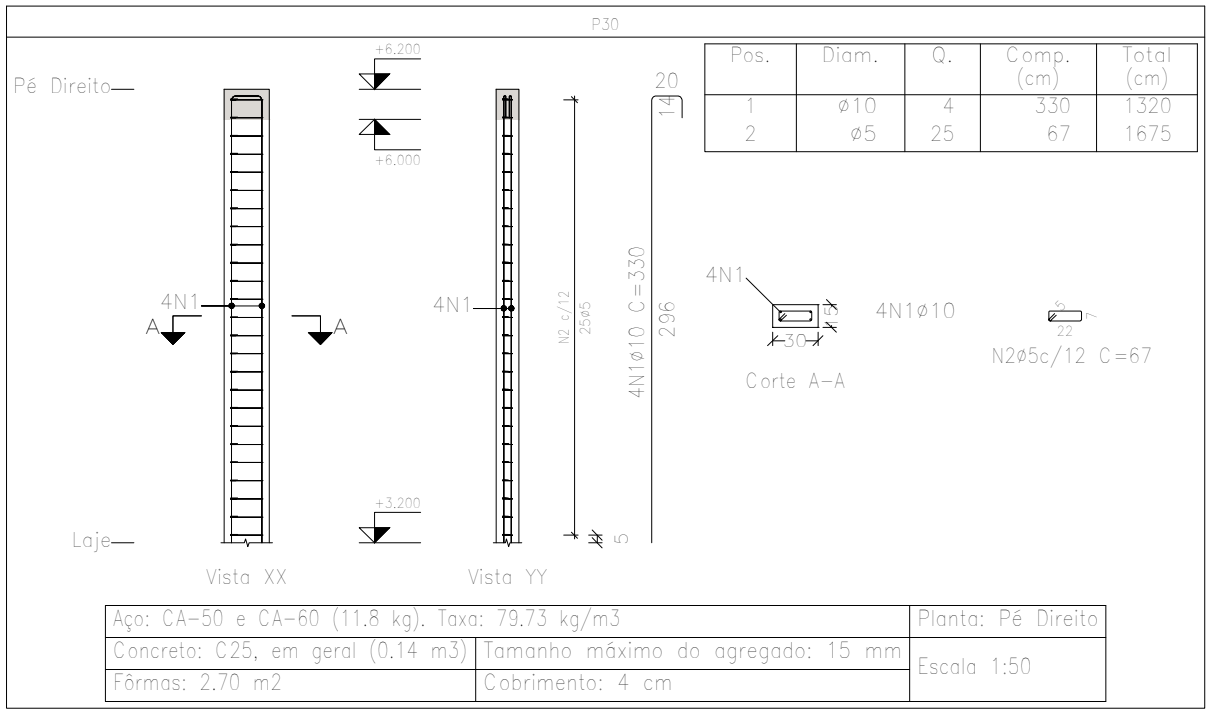 P30
Pé Direito
+6.200
+6.000
20
14
Pos. Diam. Q. Comp. (cm) Total (cm)
1 ø10 4 330 1320
2 ø5 25 67 1675
4N1
4N1
A
A
N2 c/12
25ø5
4N1ø10 C=330
296
4N1
15
30
4N1ø10
5
7
22
N2ø5c/12 C=67
Corte A-A
+3.200
Laje
5
Vista XX
Vista YY
Aço: CA-50 e CA-60 (11.8 kg). Taxa: 79.73 kg/m3
Planta: Pé Direito
Concreto: C25, em geral (0.14 m3)
Tamanho máximo do agregado: 15 mm
Escala 1:50
Fôrmas: 2.70 m2
Cobrimento: 4 cm